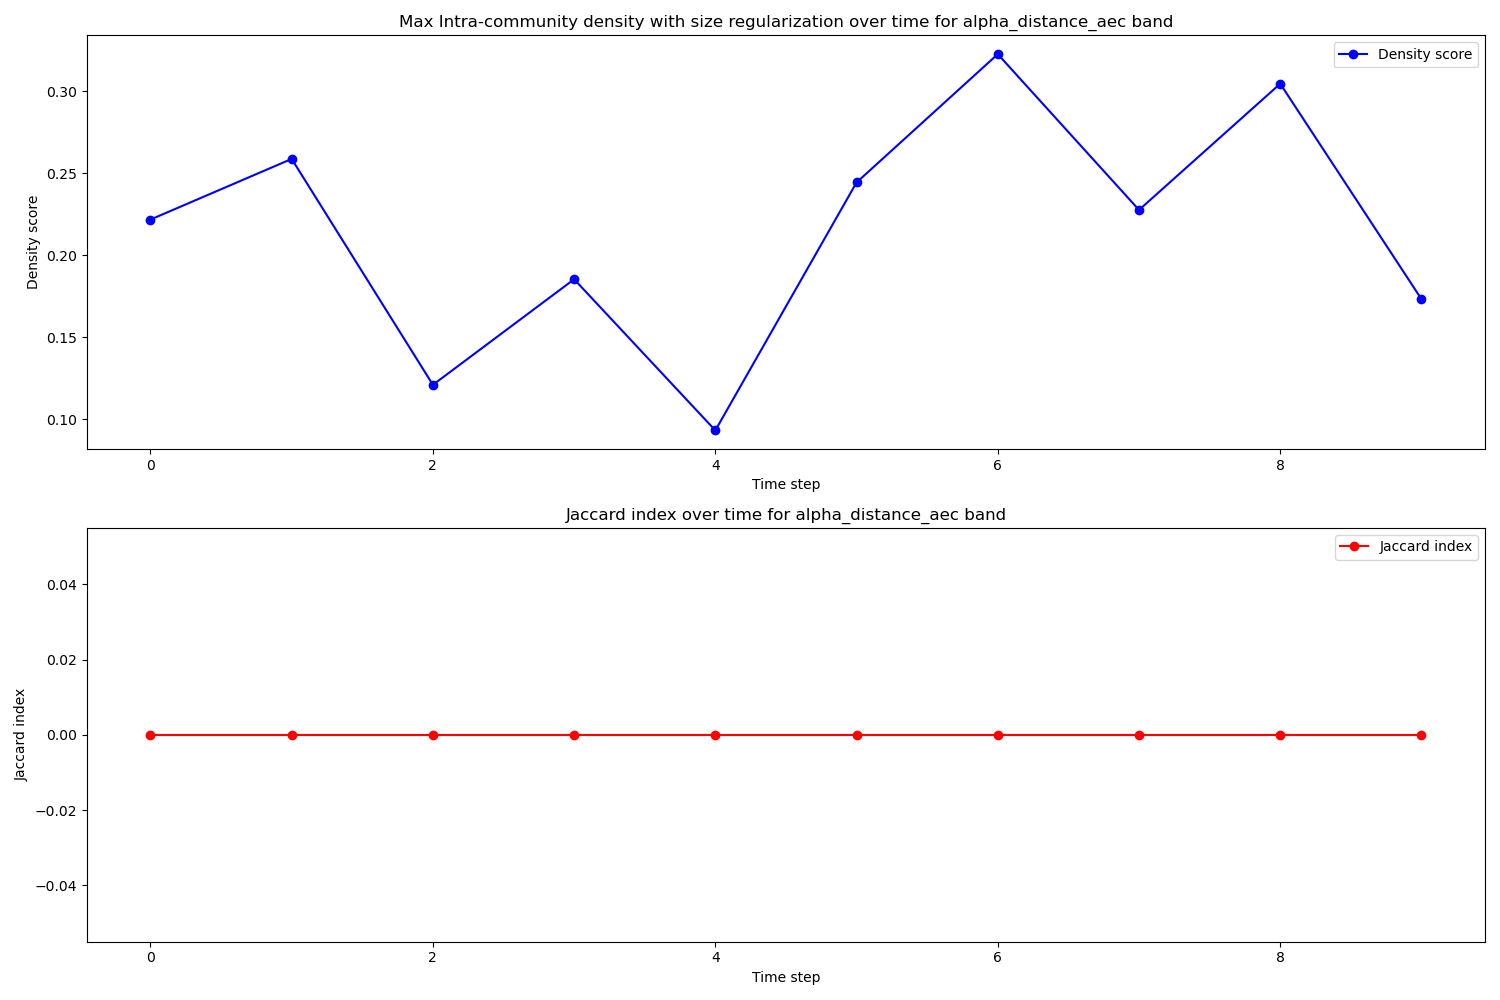 Max Intra-community density with size regularization over time for alpha_distance_aec band
Density score
0.30
0.25
0.20
0.15
0.10
Density score
0 2 4 6 8
Time step
Jaccard index over time for alpha_distance_aec band
Jaccard index
0.04
0.02
0.00
−0.02
−0.04
Jaccard index
0 2 4 6 8
Time step